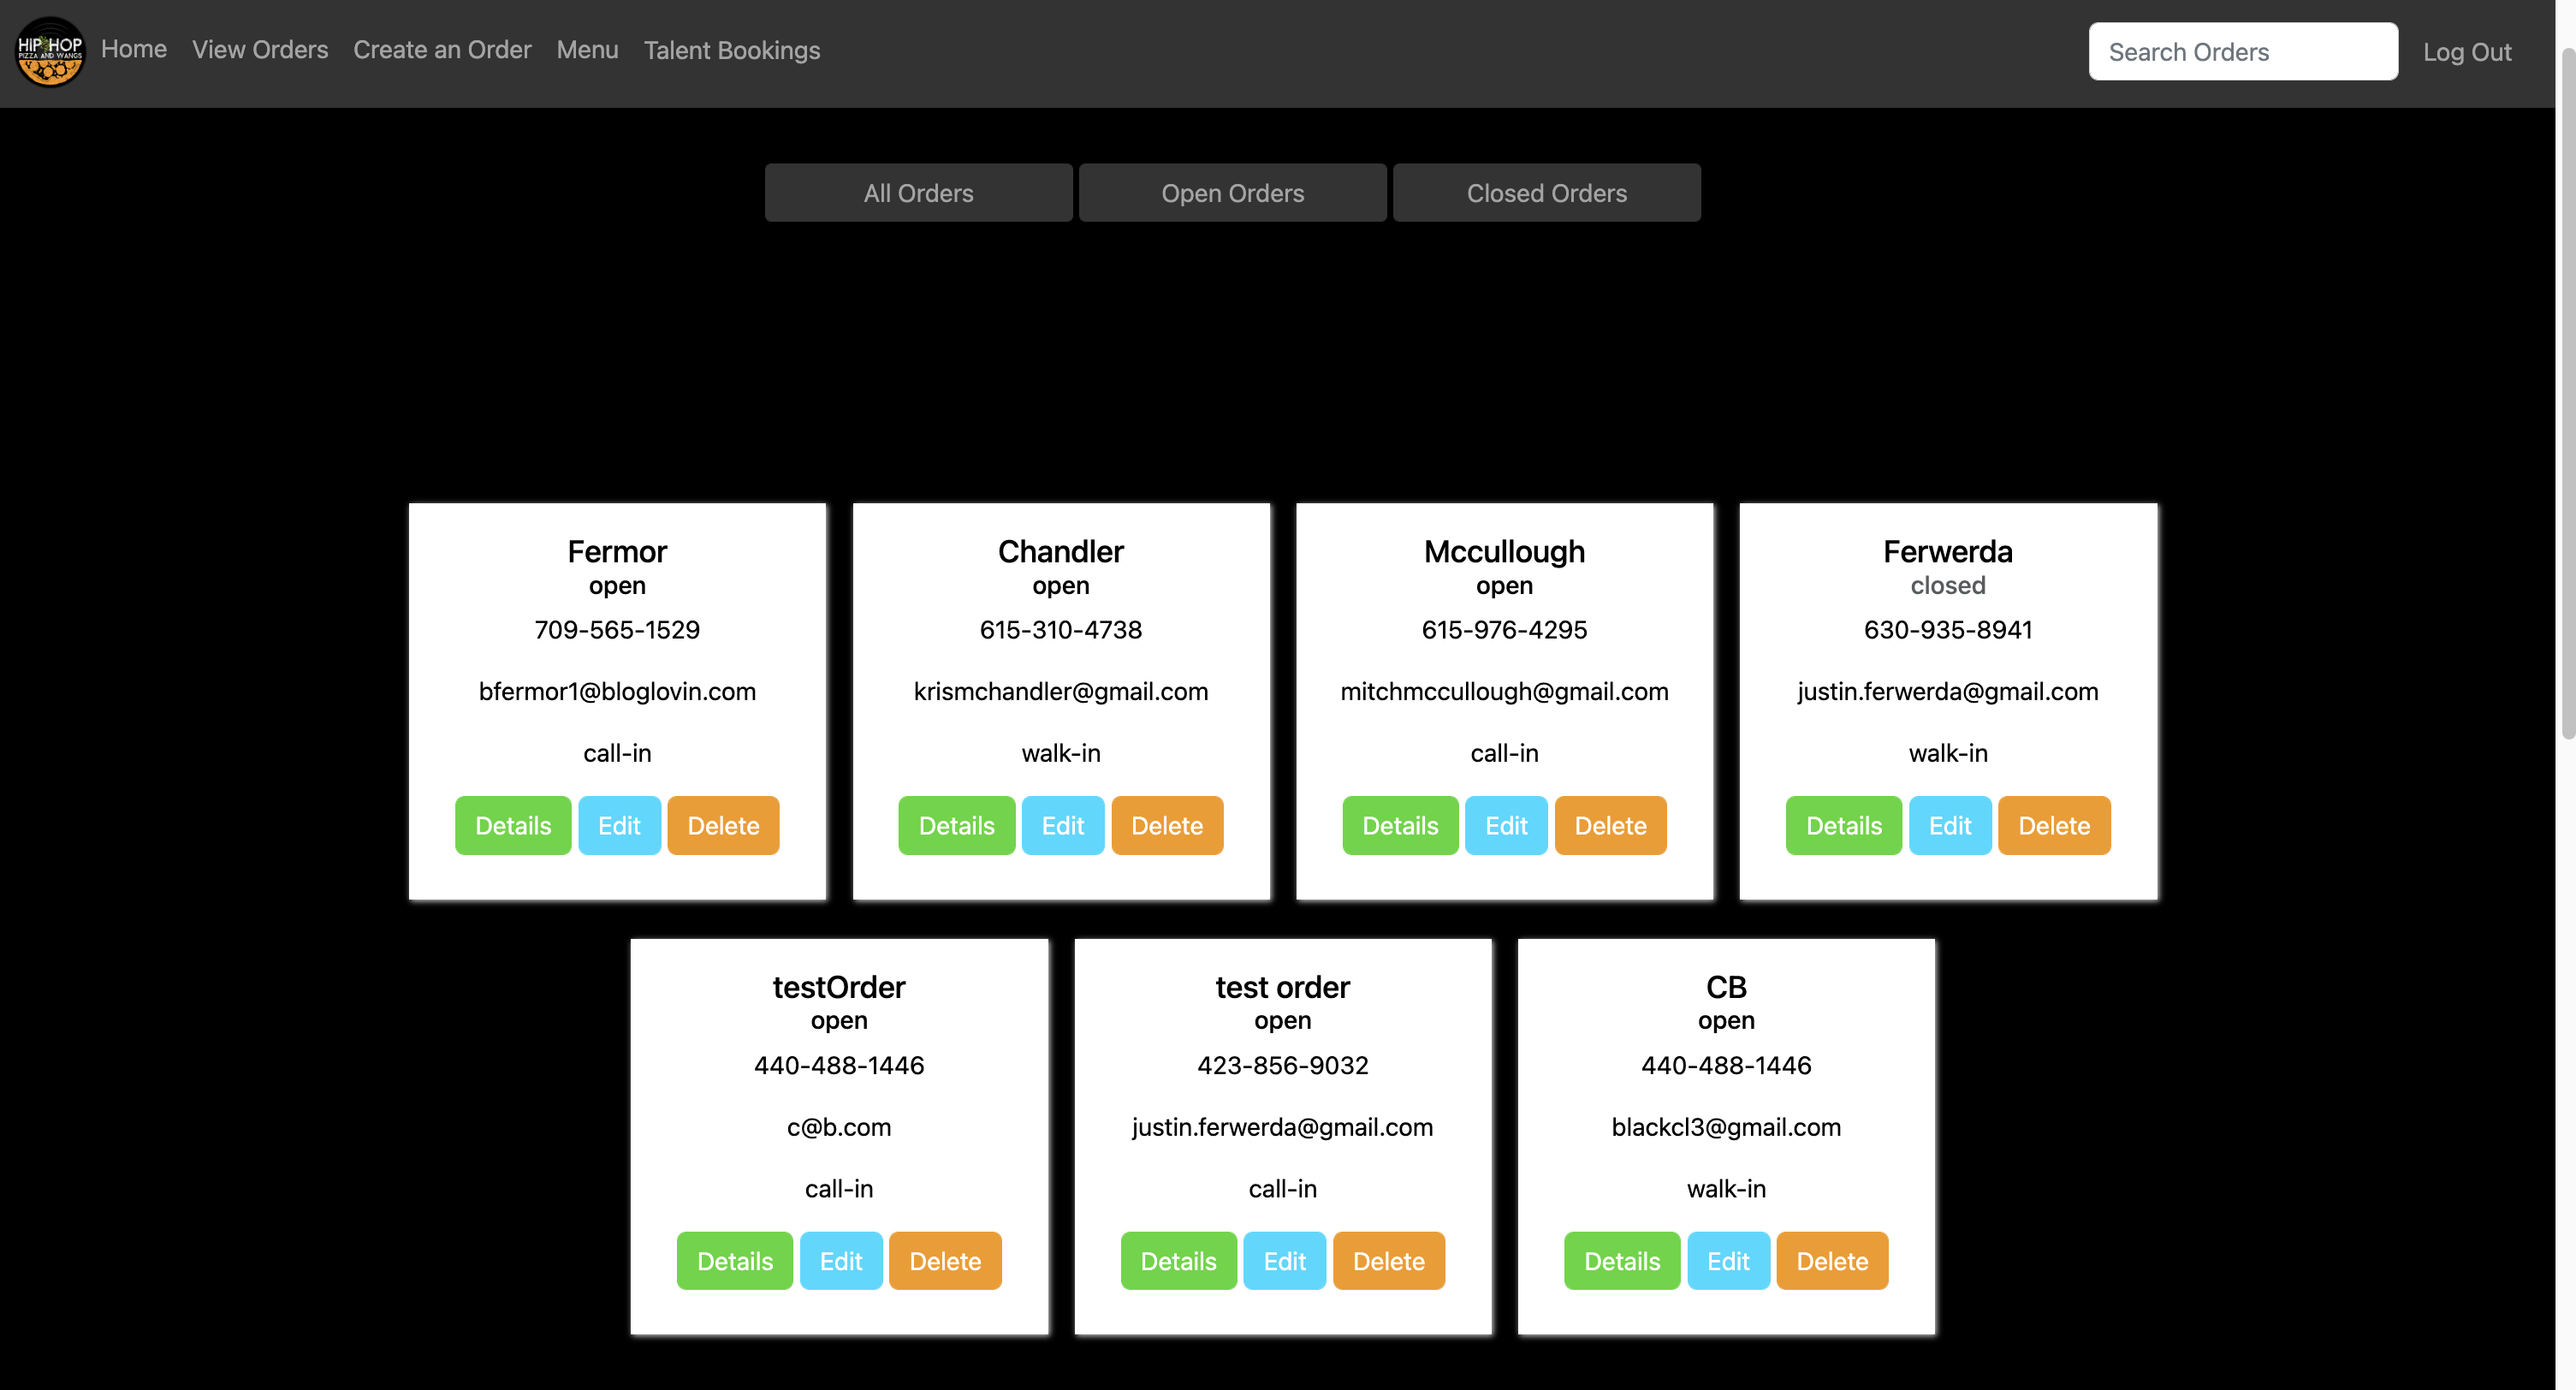 HIP HOP
PIZZA AND WANGS
Home View Orders Create an Order Menu Talent Bookings Search Orders Log Out
All Orders Open Orders Closed Orders
Fermor
open
709-565-1529
bfermor1@bloglovin.com
call-in
Details Edit Delete
Chandler
open
615-310-4738
krismchandler@gmail.com
walk-in
Details Edit Delete
Mccullough
open
615-976-4295
mitchmccullough@gmail.com
call-in
Details Edit Delete
Ferwerda
closed
630-935-8941
justin.ferwerda@gmail.com
walk-in
Details Edit Delete
testOrder
open
440-488-1446
c@b.com
call-in
Details Edit Delete
test order
open
423-856-9032
justin.ferwerda@gmail.com
call-in
Details Edit Delete
CB
open
440-488-1446
blackcl3@gmail.com
walk-in
Details Edit Delete